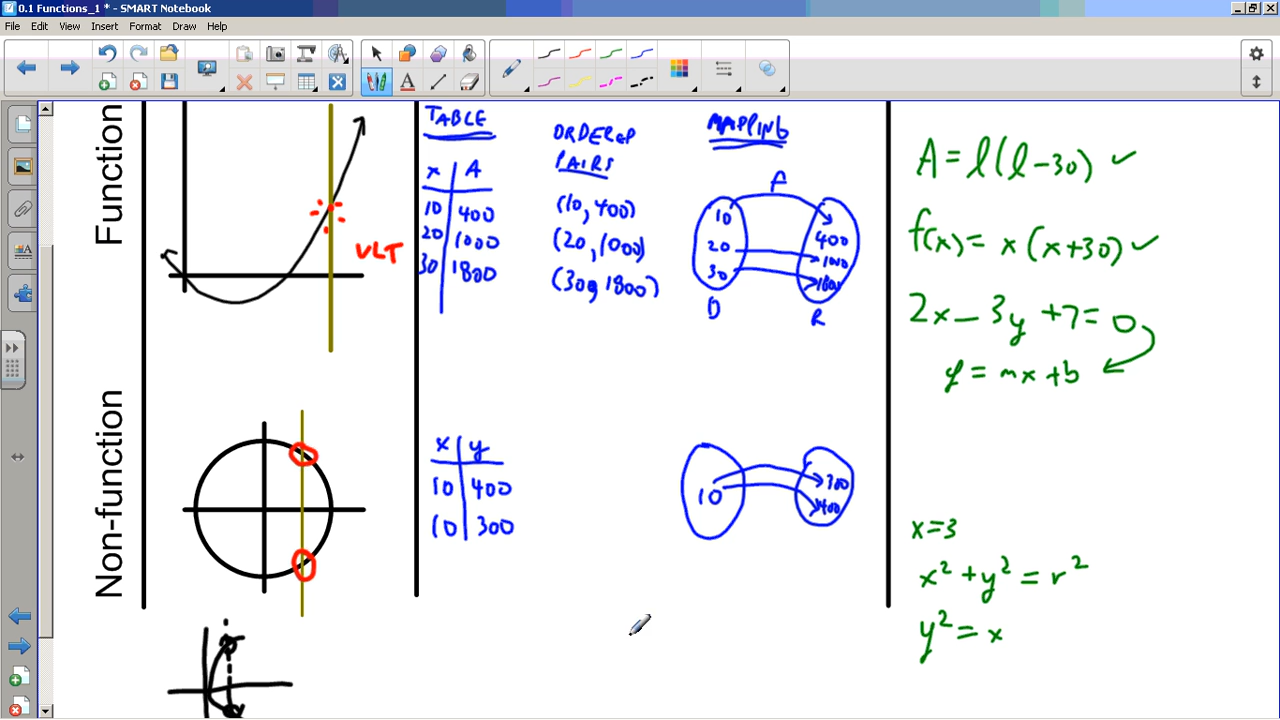 0.1 Functions_1 * - SMART Notebook
File Edit View Insert Format Draw Help
Function
VLT
TABLE
x A
10 400
20 1000
30 1800
ORDERED
PAIRS
(10, 400)
(20, 1000)
(30, 1800)
MAPPING
f
10 400
20 1000
30 1800
D R
A = l(l-30) ✓
f(x) = x(x+30) ✓
2x - 3y + 7 = 0
y = mx + b
Non-function
x y
10 400
10 300
10
300
400
x=3
x² + y² = r²
y² = x